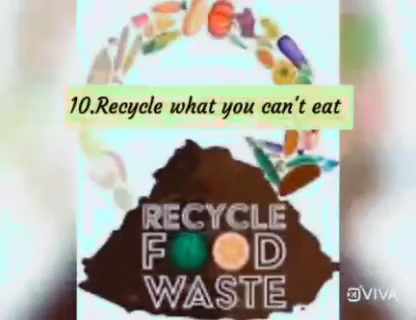 10.Recycle what you can't eat
RECYCLE
FOOD
WASTE
VIVA